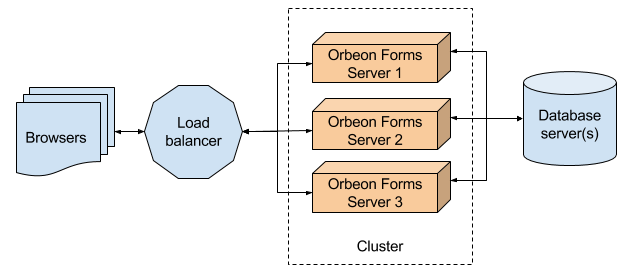 Browsers
Load
balancer
Orbeon Forms
Server 1
Orbeon Forms
Server 2
Orbeon Forms
Server 3
Cluster
Database
server(s)